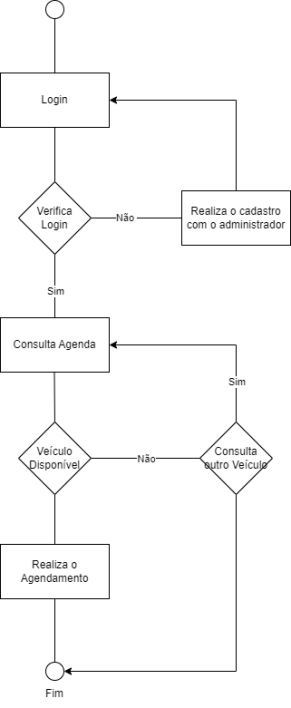 Login
Verifica
Login
Não
Realiza o cadastro
com o administrador
Sim
Consulta Agenda
Sim
Veículo
Disponível
Não
Consulta
outro Veículo
Realiza o
Agendamento
Fim